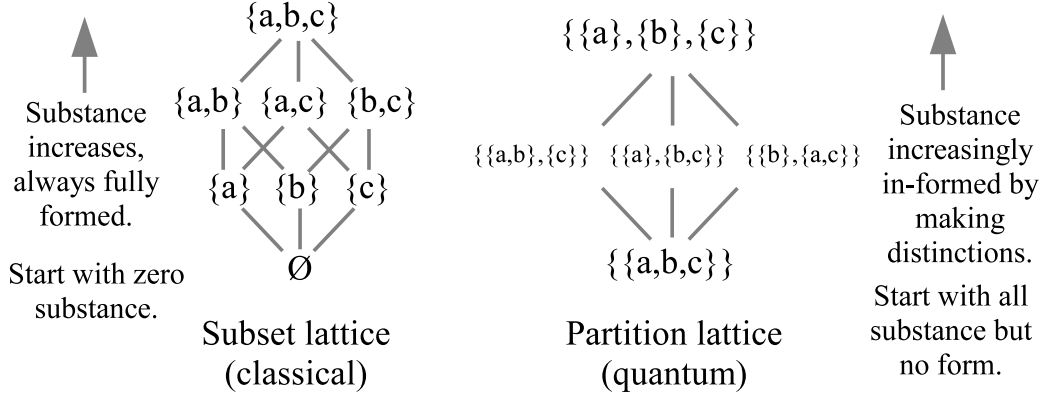 {a,b,c}
{a,b} {a,c} {b,c}
{a} {b} {c}
Ø
Substance
increases,
always fully
formed.
Start with zero
substance.
Subset lattice
(classical)
{{a},{b},{c}}
{{a,b},{c}} {{a},{b,c}} {{b},{a,c}}
{{a,b,c}}
Partition lattice
(quantum)
Substance
increasingly
in-formed by
making
distinctions.
Start with all
substance but
no form.